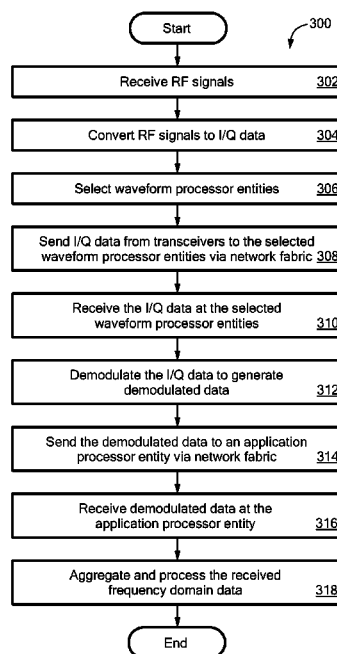 Start
300
Receive RF signals 302
Convert RF signals to I/Q data 304
Select waveform processor entities 306
Send I/Q data from transceivers to the selected
waveform processor entities via network fabric 308
Receive the I/Q data at the selected
waveform processor entities 310
Demodulate the I/Q data to generate
demodulated data 312
Send the demodulated data to an application
processor entity via network fabric 314
Receive demodulated data at the
application processor entity 316
Aggregate and process the received
frequency domain data 318
End